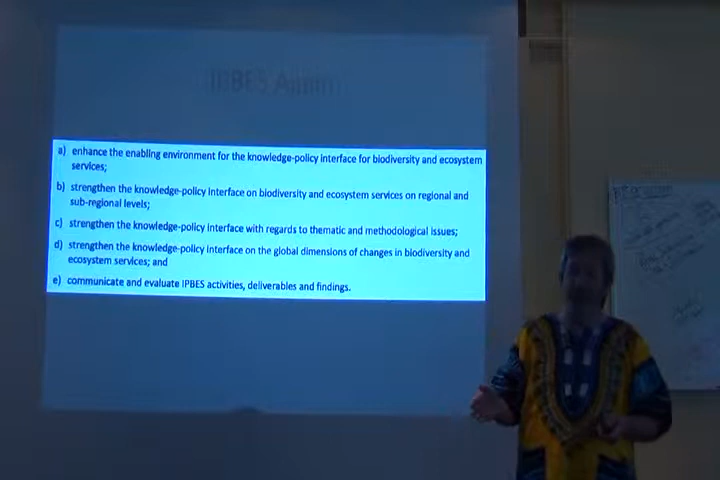 IPBES
a) enhance the enabling environment for the knowledge-policy interface for biodiversity and ecosystem
services;
b) strengthen the knowledge-policy interface on biodiversity and ecosystem services on regional and
sub-regional levels;
c) strengthen the knowledge-policy interface with regards to thematic and methodological issues;
d) strengthen the knowledge-policy interface on the global dimensions of changes in biodiversity and
ecosystem services; and
e) communicate and evaluate IPBES activities, deliverables and findings.